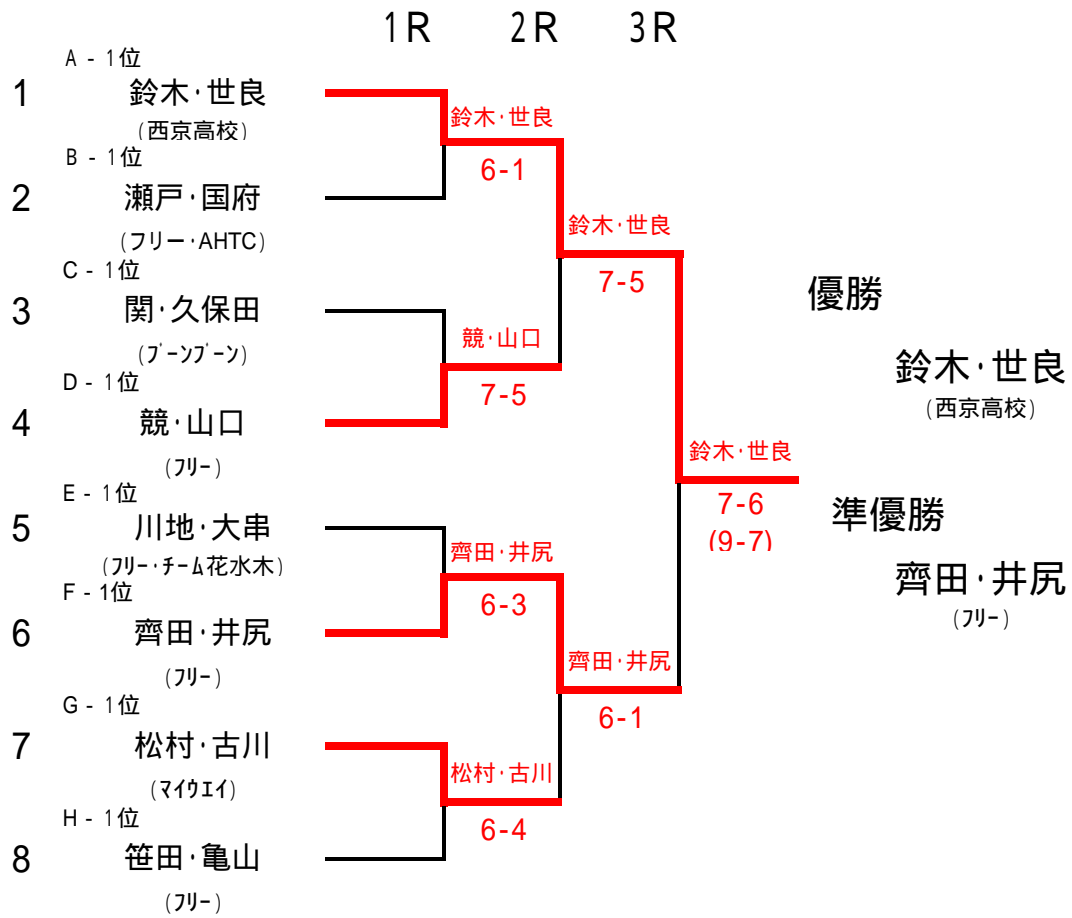 1R 2R 3R
A - 1位
1 鈴木・世良
(西京高校)
鈴木・世良
6-1
B - 1位
2 瀬戸・国府
(フリー・AHTC)
鈴木・世良
7-5
C - 1位
3 関・久保田
(ブーンブーン)
競・山口
7-5
D - 1位
4 競・山口
(フリー)
優勝
鈴木・世良
(西京高校)
鈴木・世良
7-6
(9-7)
準優勝
齊田・井尻
(フリー)
E - 1位
5 川地・大串
(フリー・チーム花水木)
齊田・井尻
6-3
F - 1位
6 齊田・井尻
(フリー)
齊田・井尻
6-1
G - 1位
7 松村・古川
(マイウエイ)
松村・古川
6-4
H - 1位
8 笹田・亀山
(フリー)